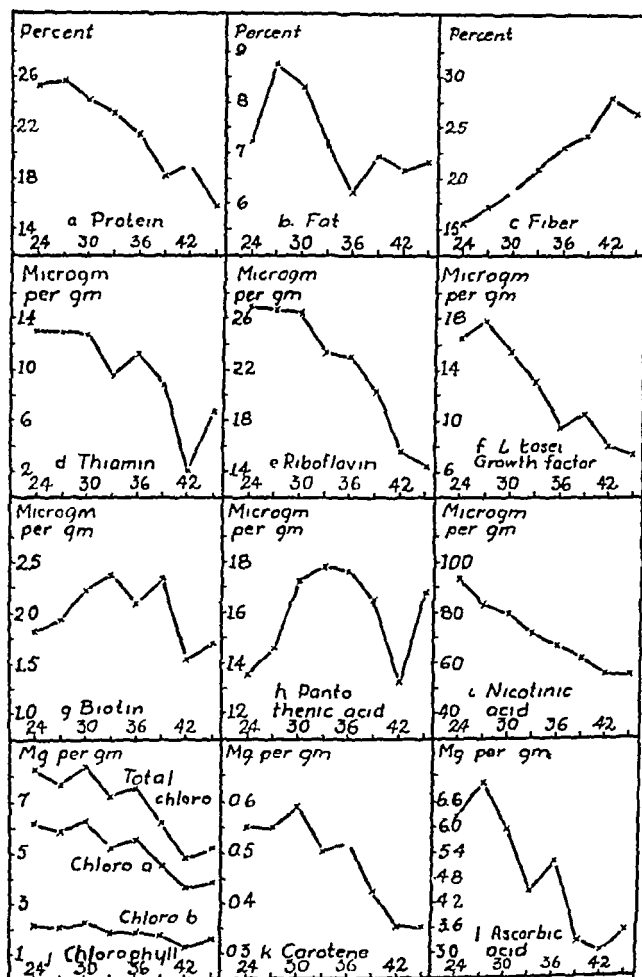 Percent
26
22
18
14
a Protein
24 30 36 42
Percent
9
8
7
6
b. Fat
24 30 36 42
Percent
30
25
20
15
c Fiber
24 30 36 42
Microgm
per gm
14
10
6
2
d Thiamin
24 30 36 42
Microgm
per gm
26
22
18
14
e Riboflavin
24 30 36 42
Microgm
per gm
18
14
10
6
f L
Growth factor
24 30 36 42
Microgm
per gm
2.5
2.0
1.5
1.0
g Biotin
24 30 36 42
Microgm
per gm
18
16
14
12
h Panto
thenic acid
24 30 36 42
Microgm
per gm
100
80
60
40
Nicotinic
acid
24 30 36 42
Mg per gm
7
5
3
1
Total
chloro
Chloro a
Chloro b
j Chlorophyll
24 30 36 42
Mg per gm
0.6
0.5
0.4
0.3
k Carotene
24 30 36 42
Mg per gm
6.6
6.0
5.4
4.8
4.2
3.6
3.0
l Ascorbic
acid
24 30 36 42